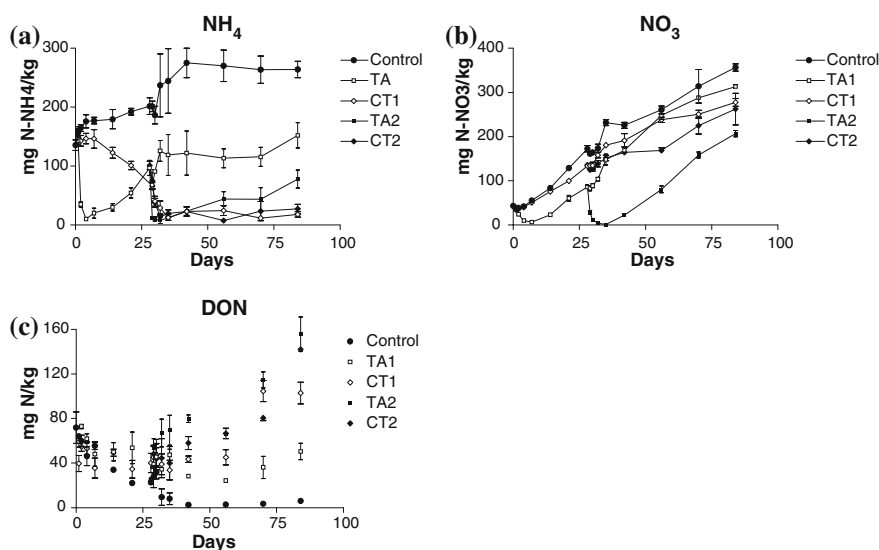 (a)
NH4
mg N-NH4/kg
300
200
100
0
0 25 50 75 100
Days
Control
TA
CT1
TA2
CT2
(b)
NO3
mg N-NO3/kg
400
300
200
100
0
0 25 50 75 100
Days
Control
TA1
CT1
TA2
CT2
(c)
DON
mg N/kg
160
120
80
40
0
0 25 50 75 100
Days
Control
TA1
CT1
TA2
CT2